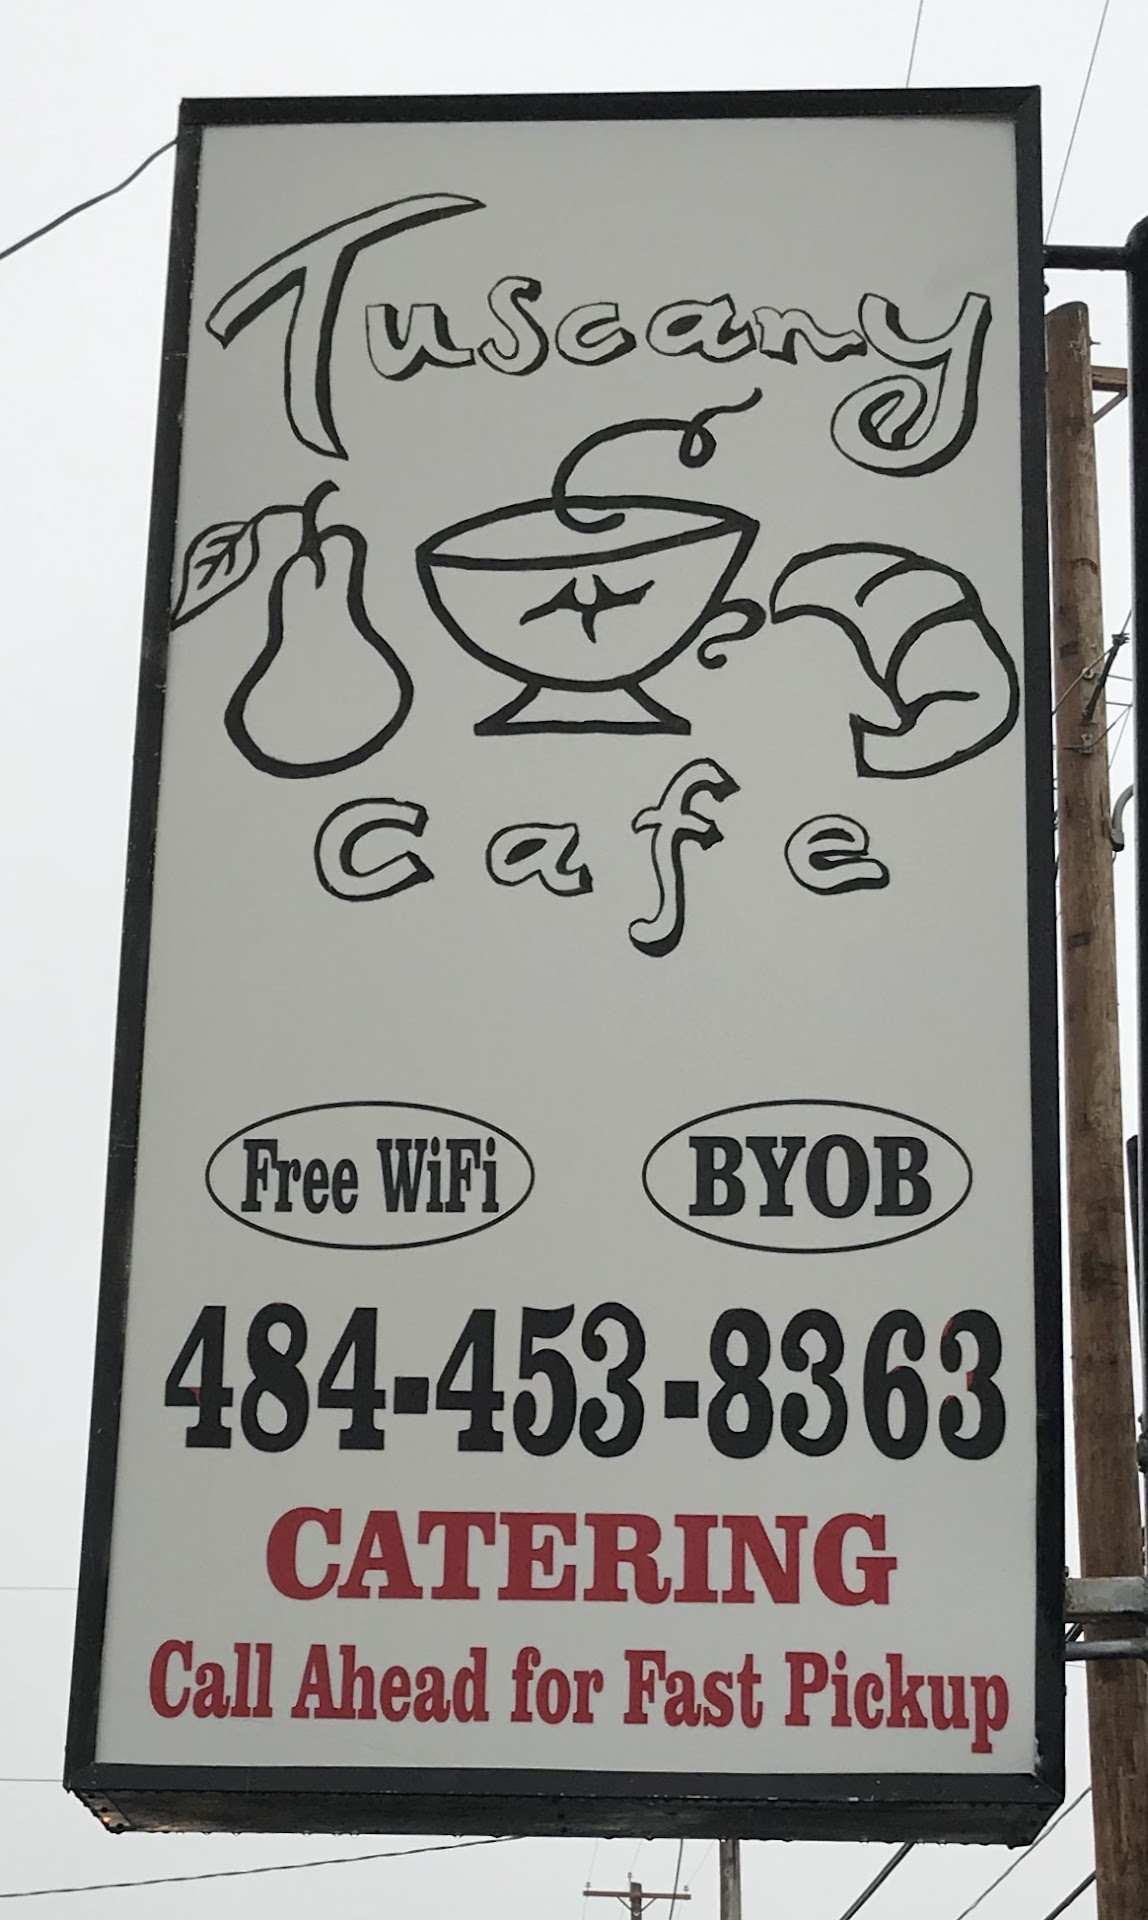 Tuscany
Cafe
Free WiFi
BYOB
484-453-8363
CATERING
Call Ahead for Fast Pickup